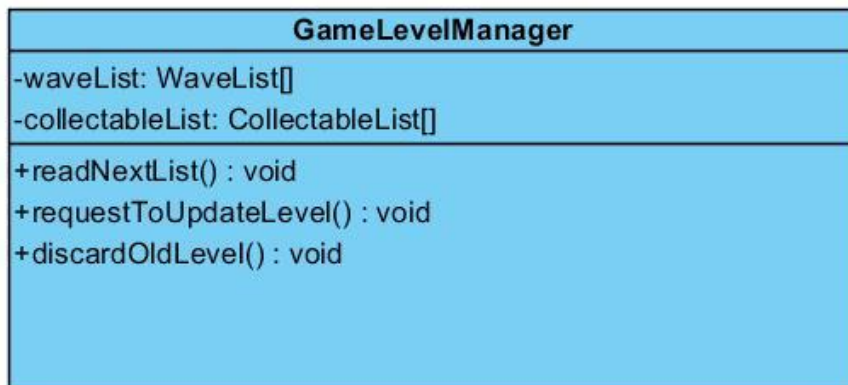 GameLevelManager
-waveList: WaveList[]
-collectableList: CollectableList[]
+readNextList() : void
+requestToUpdateLevel() : void
+discardOldLevel() : void